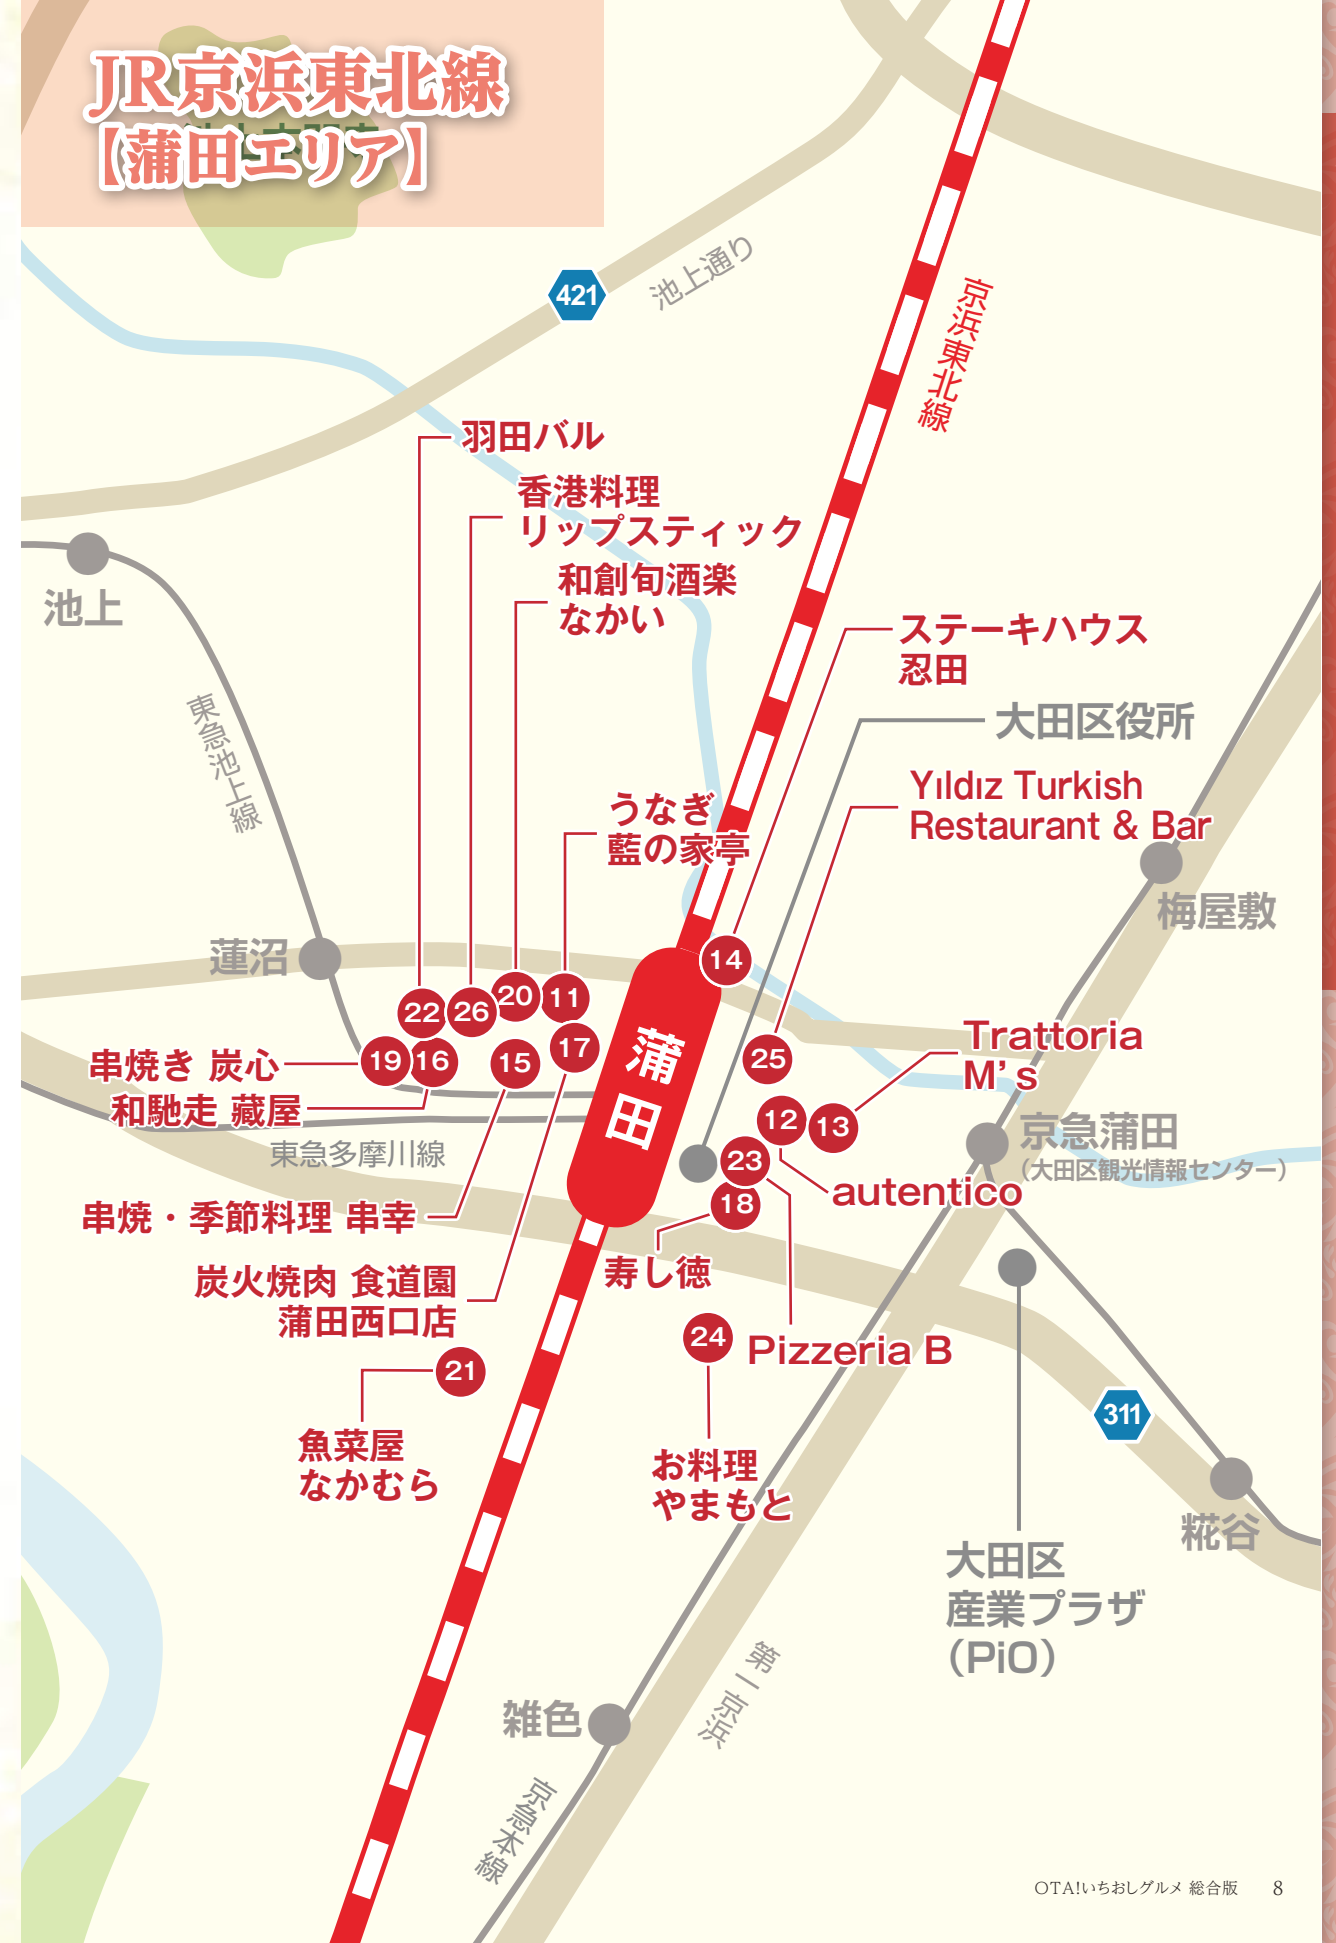 JR京浜東北線
【蒲田エリア】
421
池上通り
京浜東北線
羽田バル
香港料理
リップスティック
和創旬酒楽
なかい
池上
ステーキハウス
忍田
大田区役所
東急池上線
Yıldız Turkish
Restaurant & Bar
うなぎ
藍の家亭
梅屋敷
蓮沼
14
22
26
20
11
蒲田
19
16
15
17
25
串焼き 炭心
和馳走 藏屋
Trattoria
M’s
12
13
東急多摩川線
京急蒲田
(大田区観光情報センター)
23
18
autentico
串焼・季節料理 串幸
寿し徳
炭火焼肉 食道園
蒲田西口店
24
Pizzeria B
21
311
魚菜屋
なかむら
お料理
やまもと
糀谷
大田区
産業プラザ
(PiO)
第一京浜
雑色
京急本線
OTA!いちおしグルメ 総合版 8